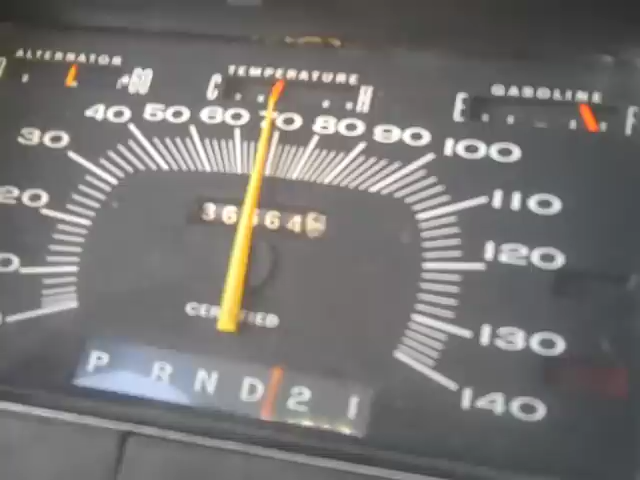 ALTERNATOR
TEMPERATURE
GASOLINE
+60
C
H
E
F
30
40
50
60
70
80
90
100
20
110
120
130
140
CERTIFIED
P R N D 2 1